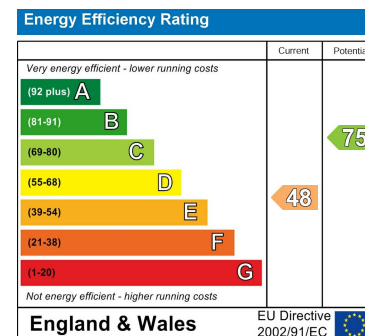 Energy Efficiency Rating
Current Potentia
Very energy efficient - lower running costs
(92 plus) A
(81-91) B
(69-80) C
(55-68) D
(39-54) E
(21-38) F
(1-20) G
48
75
Not energy efficient - higher running costs
England & Wales
EU Directive
2002/91/EC